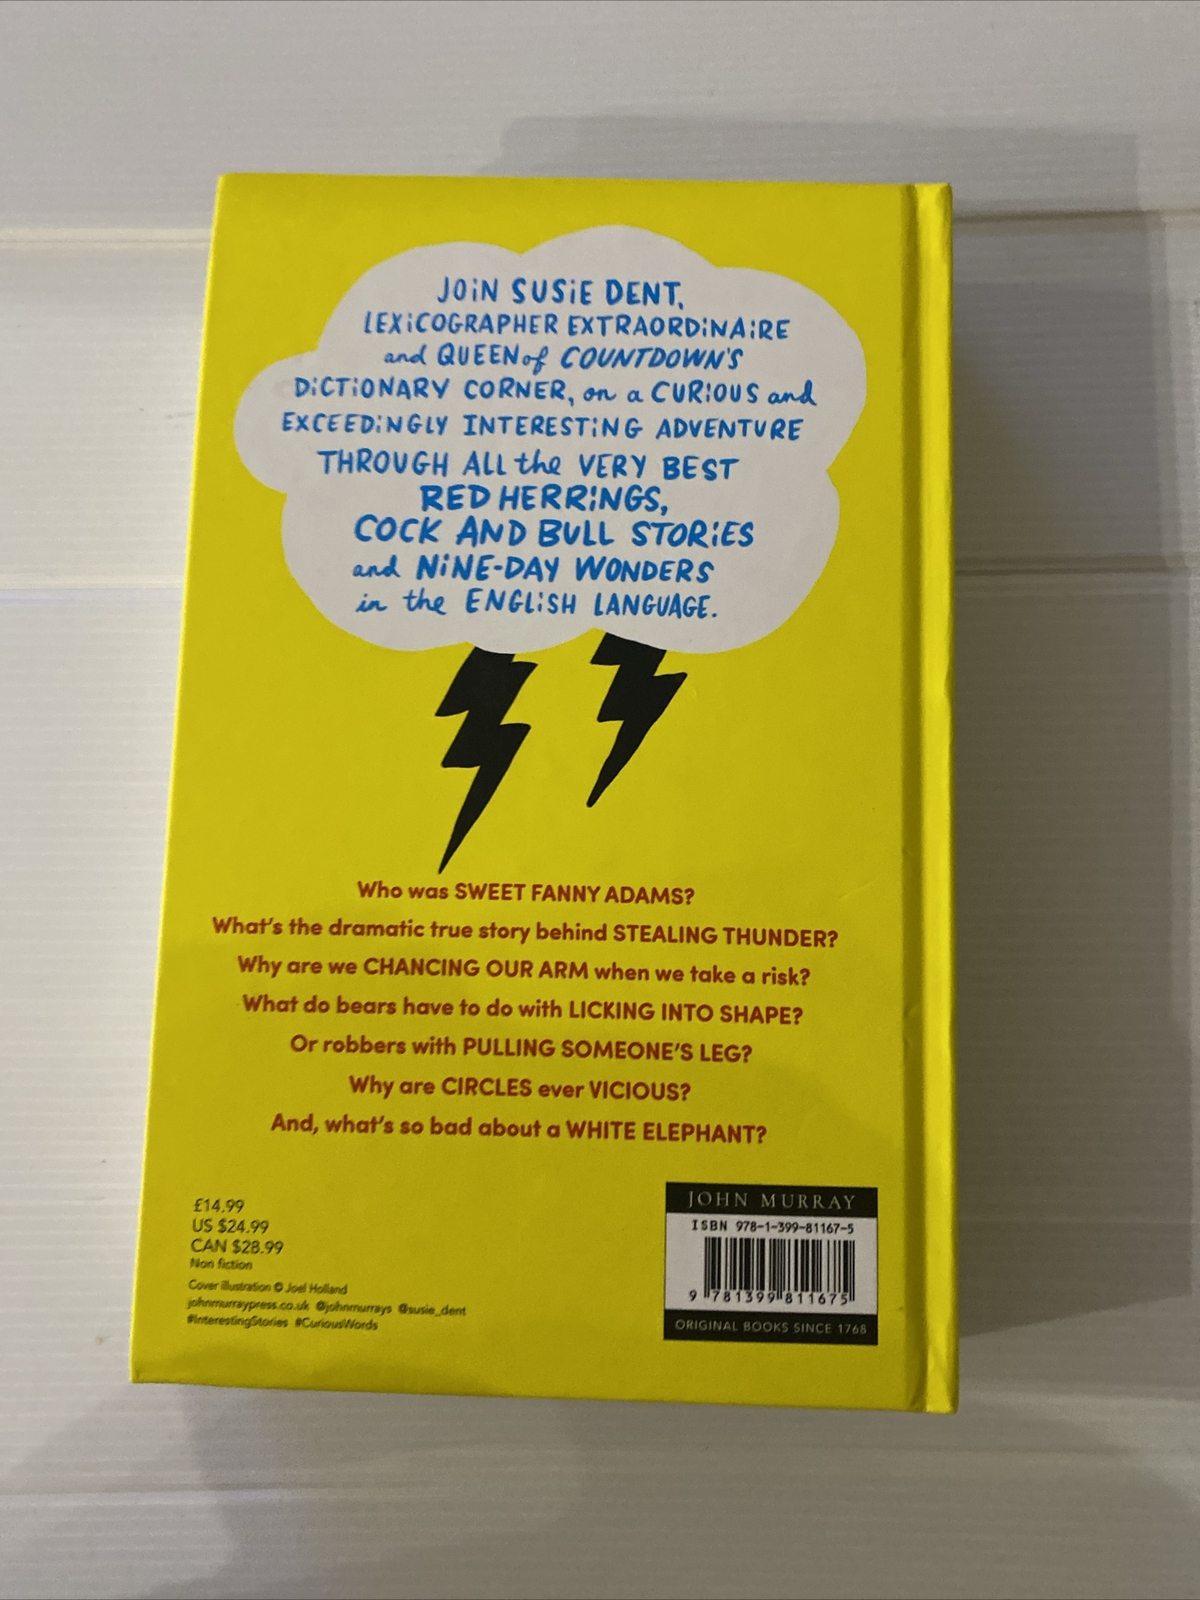 JOiN SUSiE DENT,
LEXiCOGRAPHER EXTRAORDiNAiRE
and QUEEN of COUNTDOWN'S
DiCTiONARY CORNER, on a CURiOUS and
EXCEEDiNGLY INTERESTiNG ADVENTURE
THROUGH ALL the VERY BEST
RED HERRiNGS,
COCK AND BULL STORiES
and NiNE-DAY WONDERS
in the ENGLiSH LANGUAGE.
Who was SWEET FANNY ADAMS?
What's the dramatic true story behind STEALING THUNDER?
Why are we CHANCING OUR ARM when we take a risk?
What do bears have to do with LICKING INTO SHAPE?
Or robbers with PULLING SOMEONE'S LEG?
Why are CIRCLES ever VICIOUS?
And, what's so bad about a WHITE ELEPHANT?
£14.99
US $24.99
CAN $28.99
Non fiction
Cover illustration © Joel Holland
johnmurraypress.co.uk @johnmurrays @susie_dent
#InterestingStories #CuriousWords
JOHN MURRAY
ISBN 978-1-399-81167-5
9 781399 811675
ORIGINAL BOOKS SINCE 1768